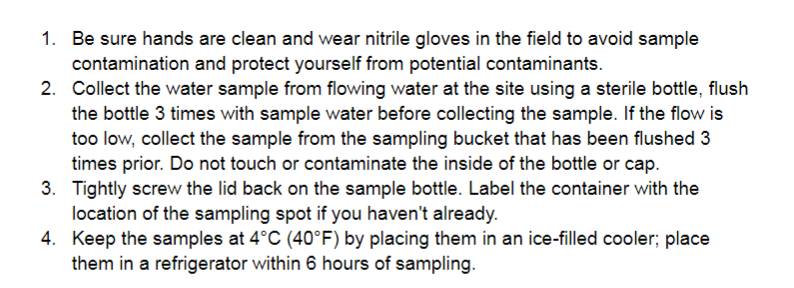 1. Be sure hands are clean and wear nitrile gloves in the field to avoid sample
contamination and protect yourself from potential contaminants.
2. Collect the water sample from flowing water at the site using a sterile bottle, flush
the bottle 3 times with sample water before collecting the sample. If the flow is
too low, collect the sample from the sampling bucket that has been flushed 3
times prior. Do not touch or contaminate the inside of the bottle or cap.
3. Tightly screw the lid back on the sample bottle. Label the container with the
location of the sampling spot if you haven't already.
4. Keep the samples at 4°C (40°F) by placing them in an ice-filled cooler; place
them in a refrigerator within 6 hours of sampling.